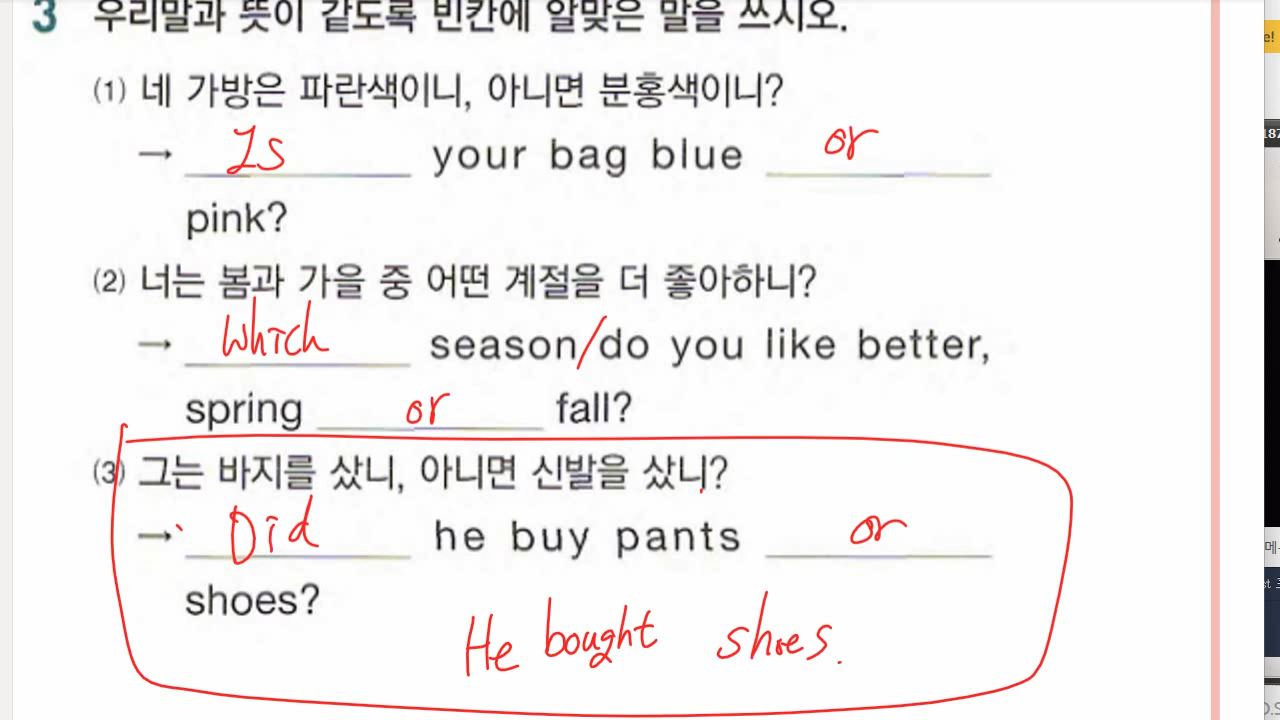 3 우리말과 뜻이 같도록 빈칸에 알맞은 말을 쓰시오.
(1) 네 가방은 파란색이니, 아니면 분홍색이니?
→ Is your bag blue or
pink?
(2) 너는 봄과 가을 중 어떤 계절을 더 좋아하니?
→ Which season/do you like better,
spring or fall?
(3) 그는 바지를 샀니, 아니면 신발을 샀니?
→ Did he buy pants or
shoes?
He bought shoes.